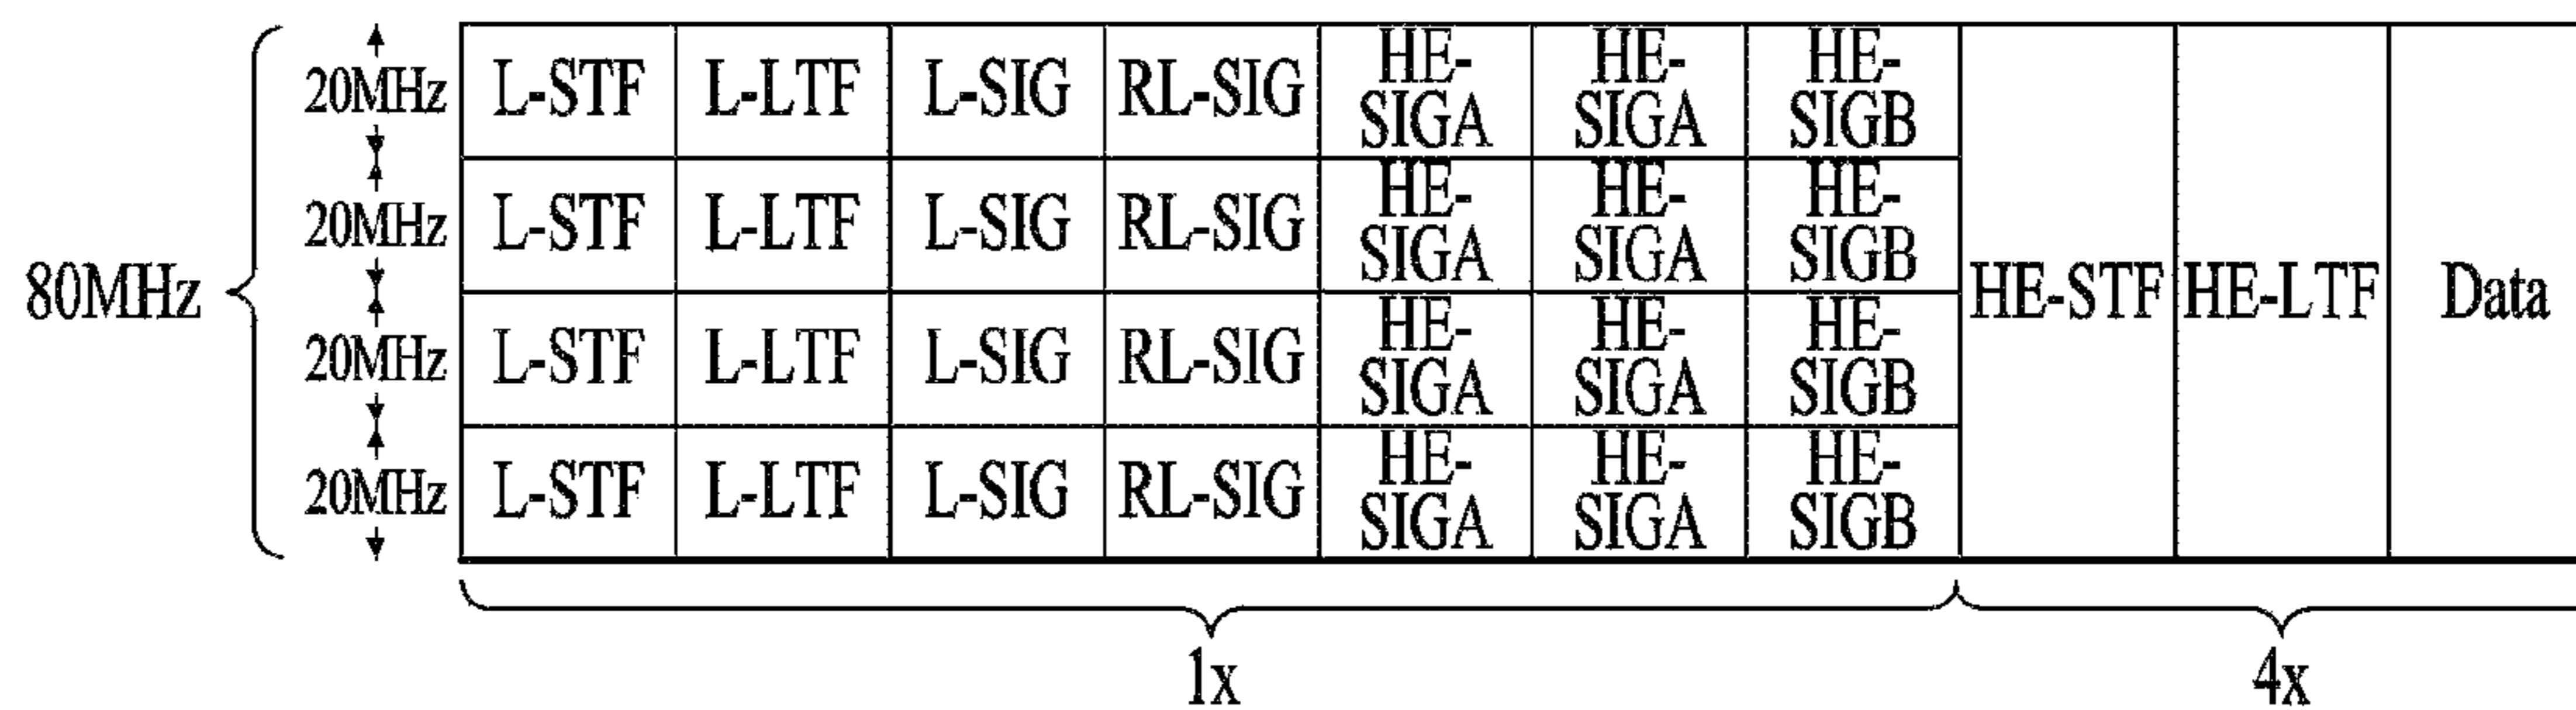 20MHz L-STF L-LTF L-SIG RL-SIG HE-SIGA HE-SIGA HE-SIGB
20MHz L-STF L-LTF L-SIG RL-SIG HE-SIGA HE-SIGA HE-SIGB
80MHz HE-STF HE-LTF Data
20MHz L-STF L-LTF L-SIG RL-SIG HE-SIGA HE-SIGA HE-SIGB
20MHz L-STF L-LTF L-SIG RL-SIG HE-SIGA HE-SIGA HE-SIGB
1x 4x